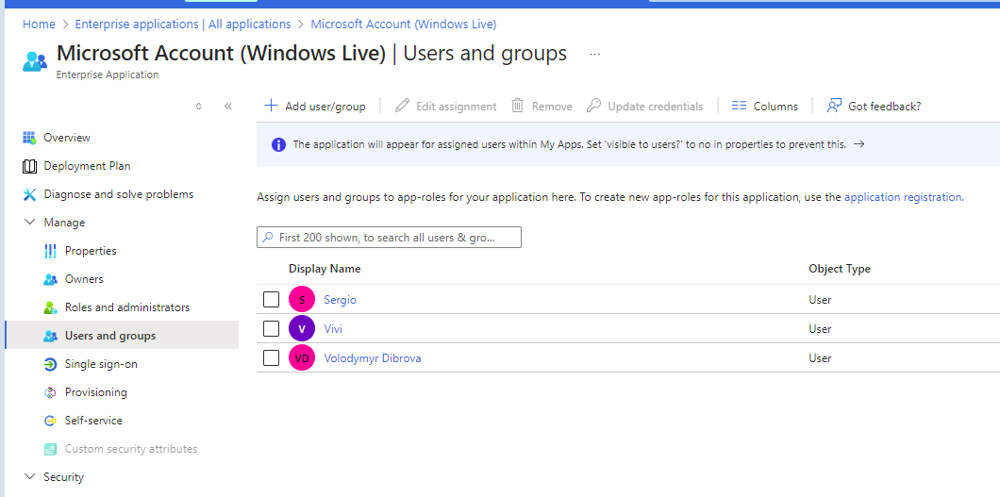 Home > Enterprise applications | All applications > Microsoft Account (Windows Live)
Microsoft Account (Windows Live) | Users and groups ...
Enterprise Application
Add user/group Edit assignment Remove Update credentials Columns Got feedback?
The application will appear for assigned users within My Apps. Set 'visible to users?' to no in properties to prevent this. →
Assign users and groups to app-roles for your application here. To create new app-roles for this application, use the application registration.
First 200 shown, to search all users & gro...
Display Name Object Type
S Sergio User
V Vivi User
VD Volodymyr Dibrova User
Overview
Deployment Plan
Diagnose and solve problems
Manage
Properties
Owners
Roles and administrators
Users and groups
Single sign-on
Provisioning
Self-service
Custom security attributes
Security